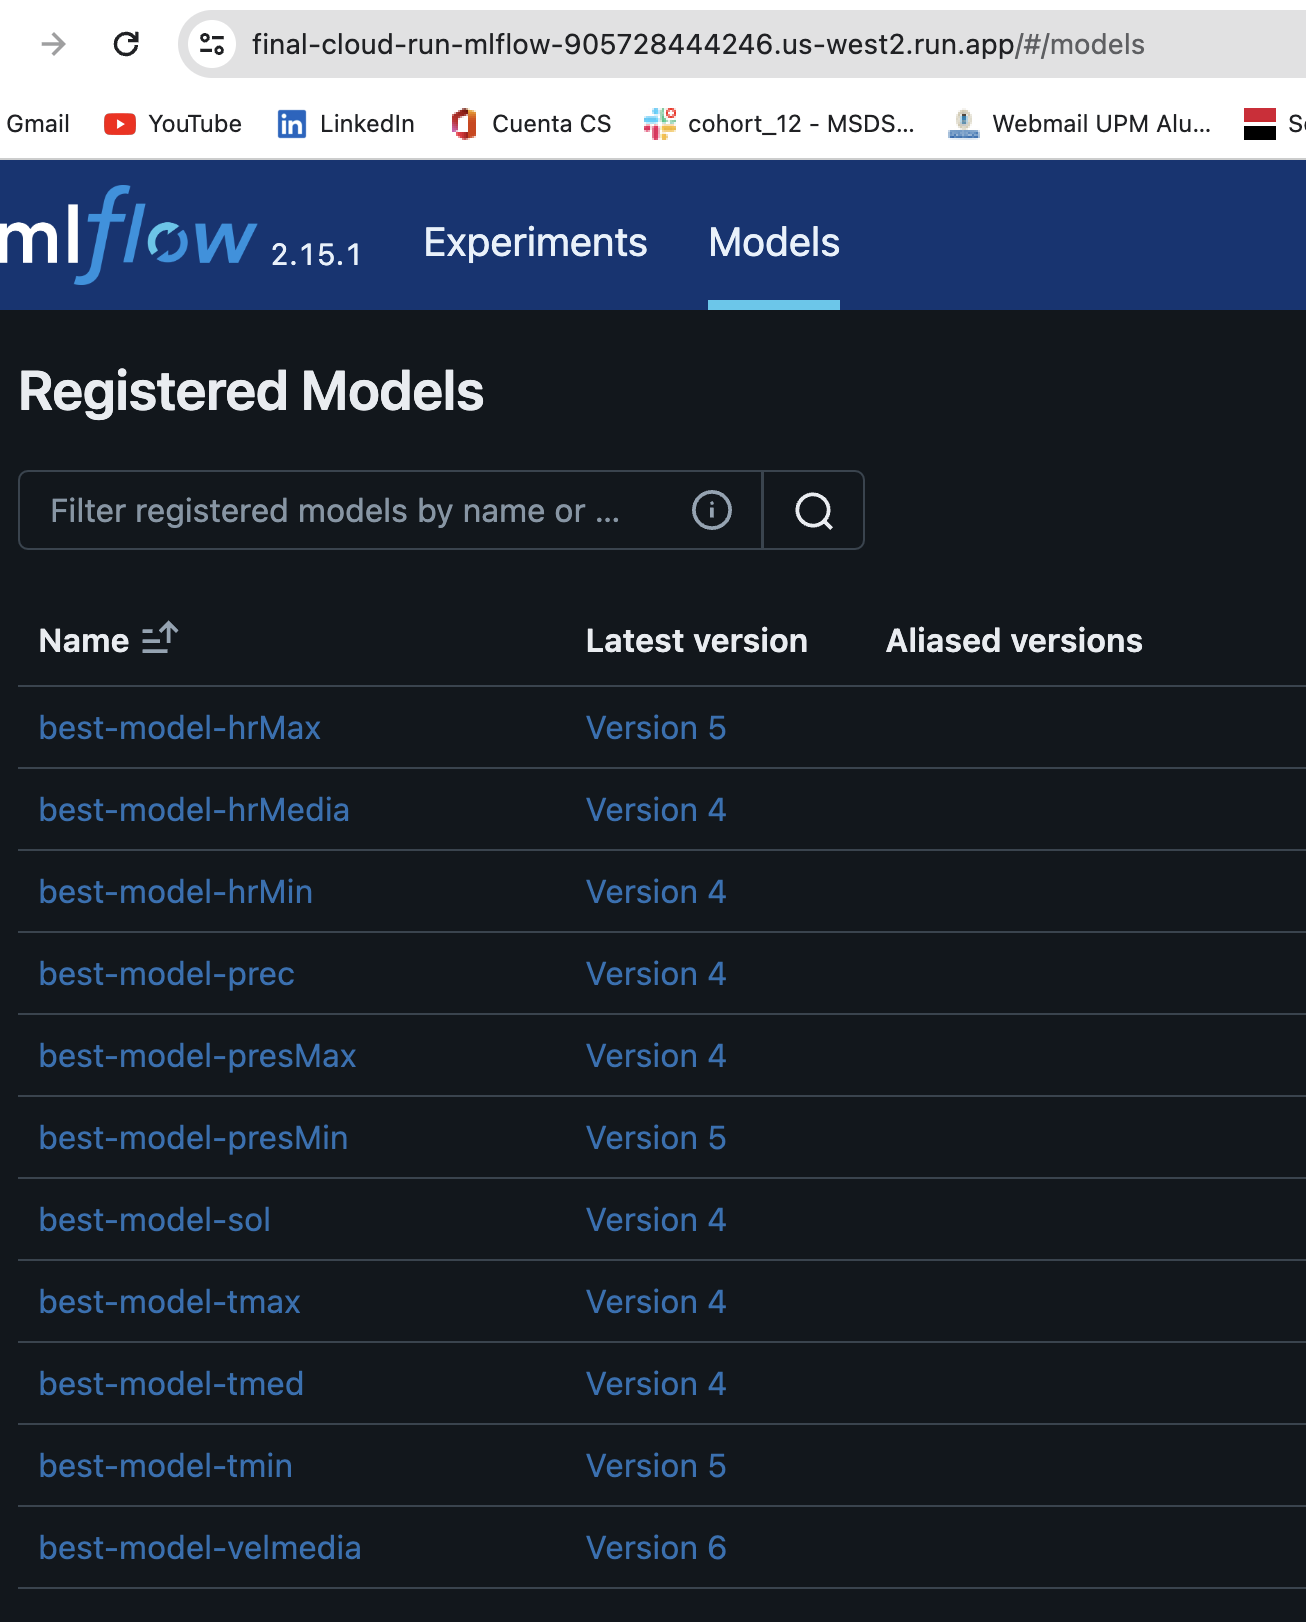 final-cloud-run-mlflow-905728444246.us-west2.run.app/#/models
Gmail YouTube LinkedIn Cuenta CS cohort_12 - MSDS... Webmail UPM Alu...
mlflow 2.15.1 Experiments Models
Registered Models
Filter registered models by name or ...
Name Latest version Aliased versions
best-model-hrMax Version 5
best-model-hrMedia Version 4
best-model-hrMin Version 4
best-model-prec Version 4
best-model-presMax Version 4
best-model-presMin Version 5
best-model-sol Version 4
best-model-tmax Version 4
best-model-tmed Version 4
best-model-tmin Version 5
best-model-velmedia Version 6